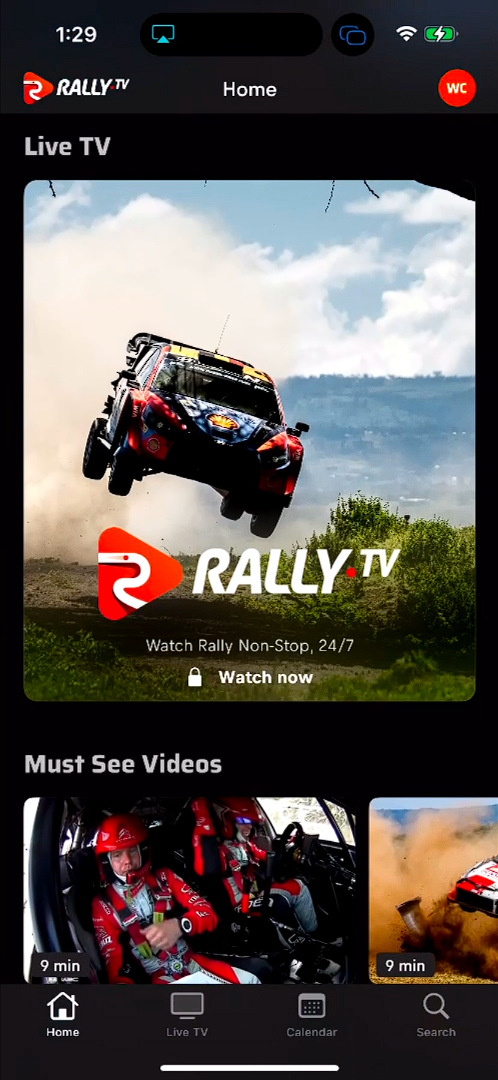 1:29
RALLY.TV
Home
WC
Live TV
RALLY.TV
Watch Rally Non-Stop, 24/7
Watch now
Must See Videos
9 min
9 min
Home
Live TV
Calendar
Search